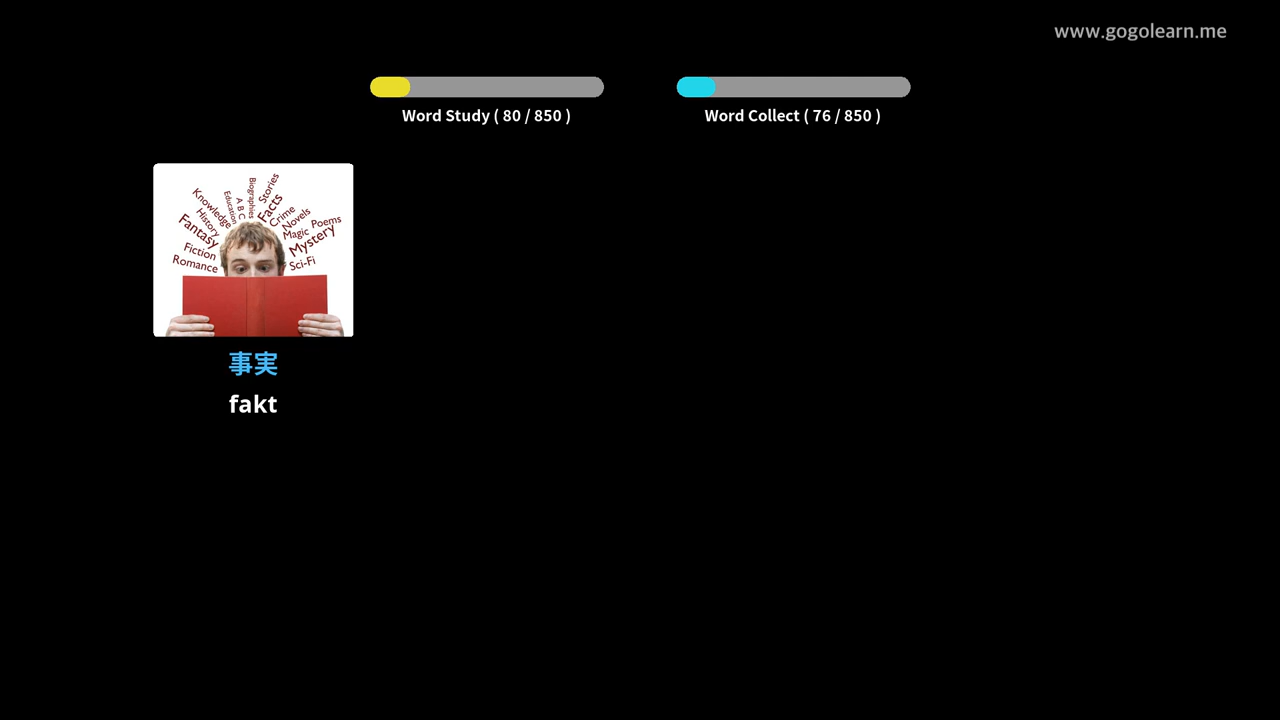 www.gogolearn.me
Word Study ( 80 / 850 )
Word Collect ( 76 / 850 )
Romance
Fiction
Fantasy
History
Knowledge
Education
A B C
Biographies
Stories
Facts
Crime
Novels
Magic
Poems
Mystery
Sci-Fi
事実
fakt